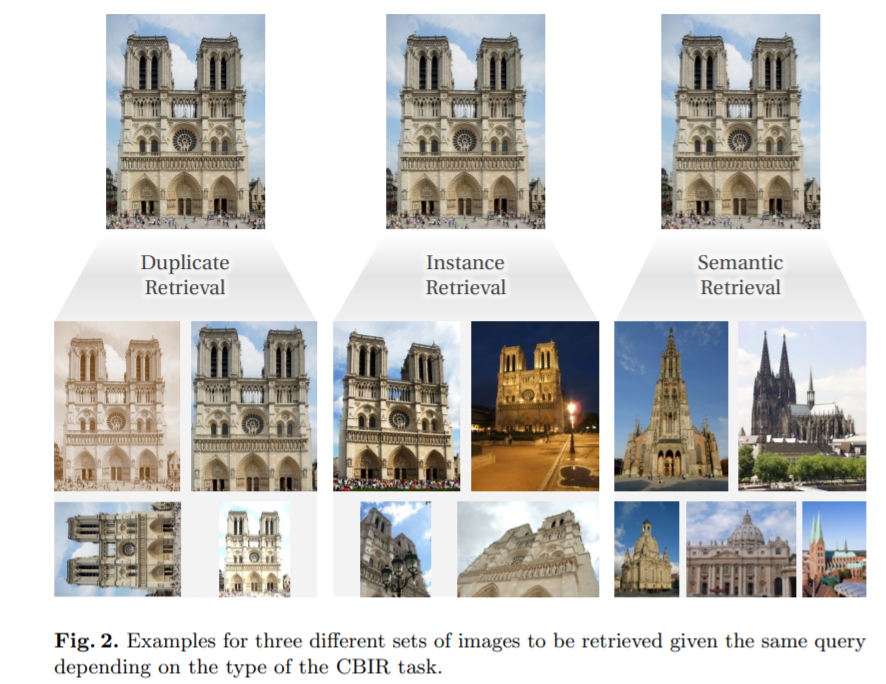 Duplicate
Retrieval
Instance
Retrieval
Semantic
Retrieval
Fig. 2. Examples for three different sets of images to be retrieved given the same query
depending on the type of the CBIR task.